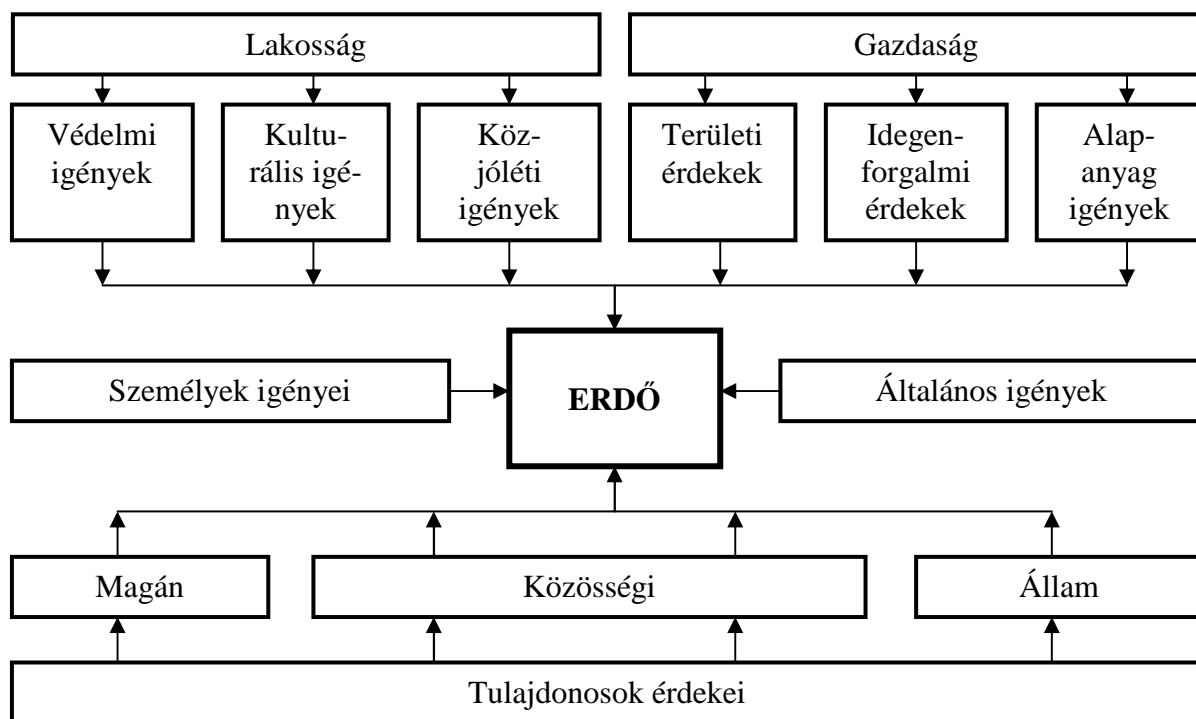 Lakosság
Gazdaság
Védelmi
igények
Kultu-
rális igé-
nyek
Köz-
jóléti
igények
Területi
érdekek
Idegen-
forgalmi
érdekek
Alap-
anyag
igények
Személyek igényei
ERDŐ
Általános igények
Magán
Közösségi
Állam
Tulajdonosok érdekei